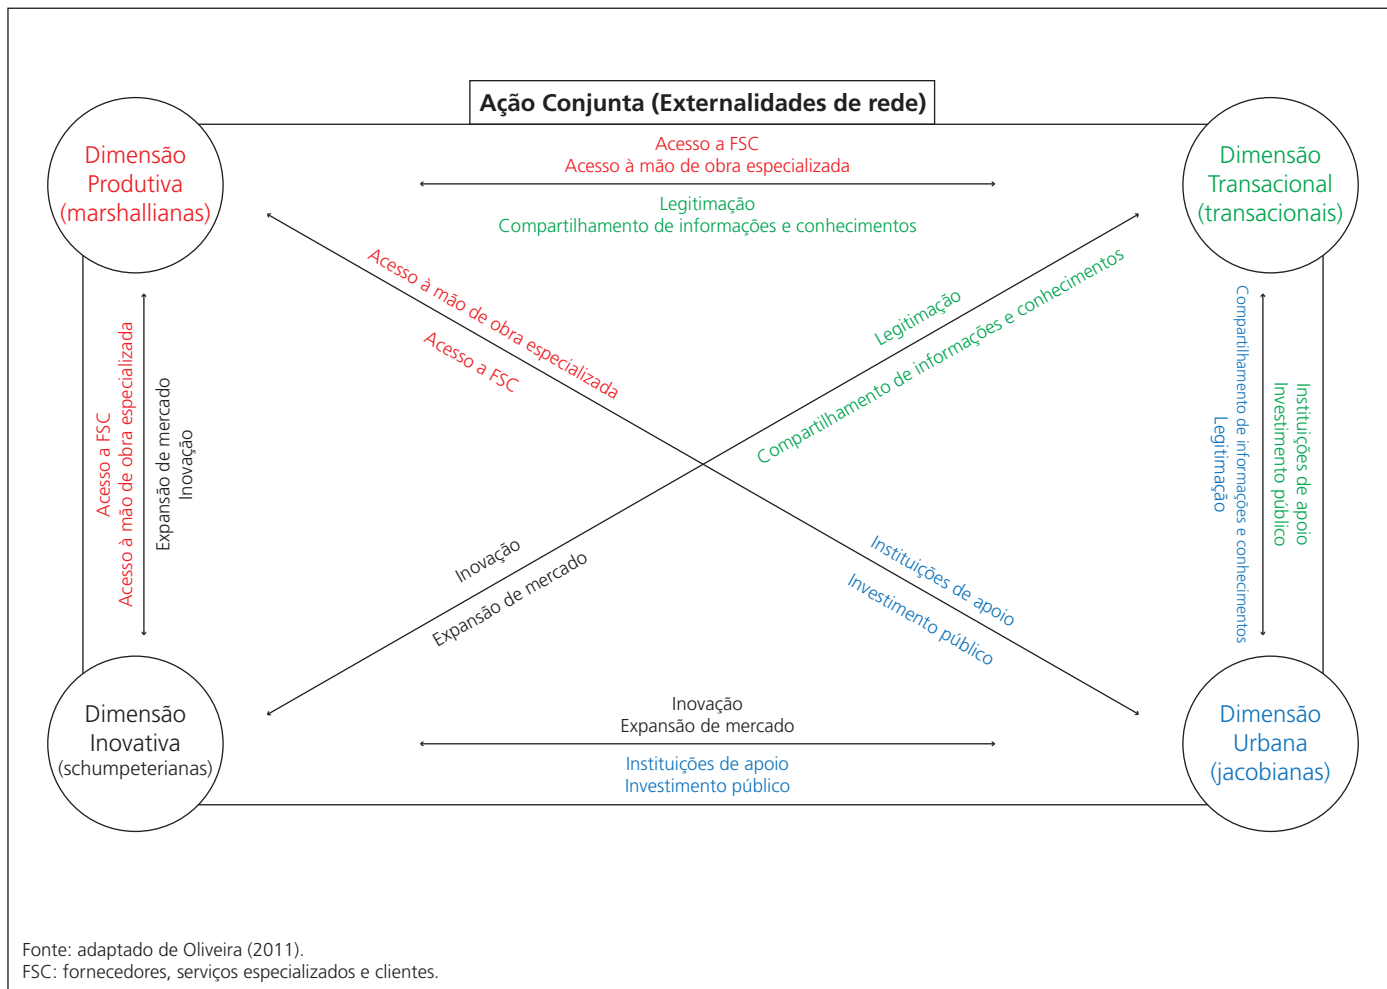 Ação Conjunta (Externalidades de rede)
Dimensão
Produtiva
(marshallianas)
Acesso a FSC
Acesso à mão de obra especializada
Legitimação
Compartilhamento de informações e conhecimentos
Dimensão
Transacional
(transacionais)
Acesso à mão de obra especializada
Acesso a FSC
Legitimação
Compartilhamento de informações e conhecimentos
Acesso a FSC
Acesso à mão de obra especializada
Expansão de mercado
Inovação
Compartilhamento de informações e conhecimentos
Legitimação
Instituições de apoio
Investimento público
Inovação
Expansão de mercado
Instituições de apoio
Investimento público
Dimensão
Inovativa
(schumpeterianas)
Inovação
Expansão de mercado
Instituições de apoio
Investimento público
Dimensão
Urbana
(jacobianas)
Fonte: adaptado de Oliveira (2011).
FSC: fornecedores, serviços especializados e clientes.